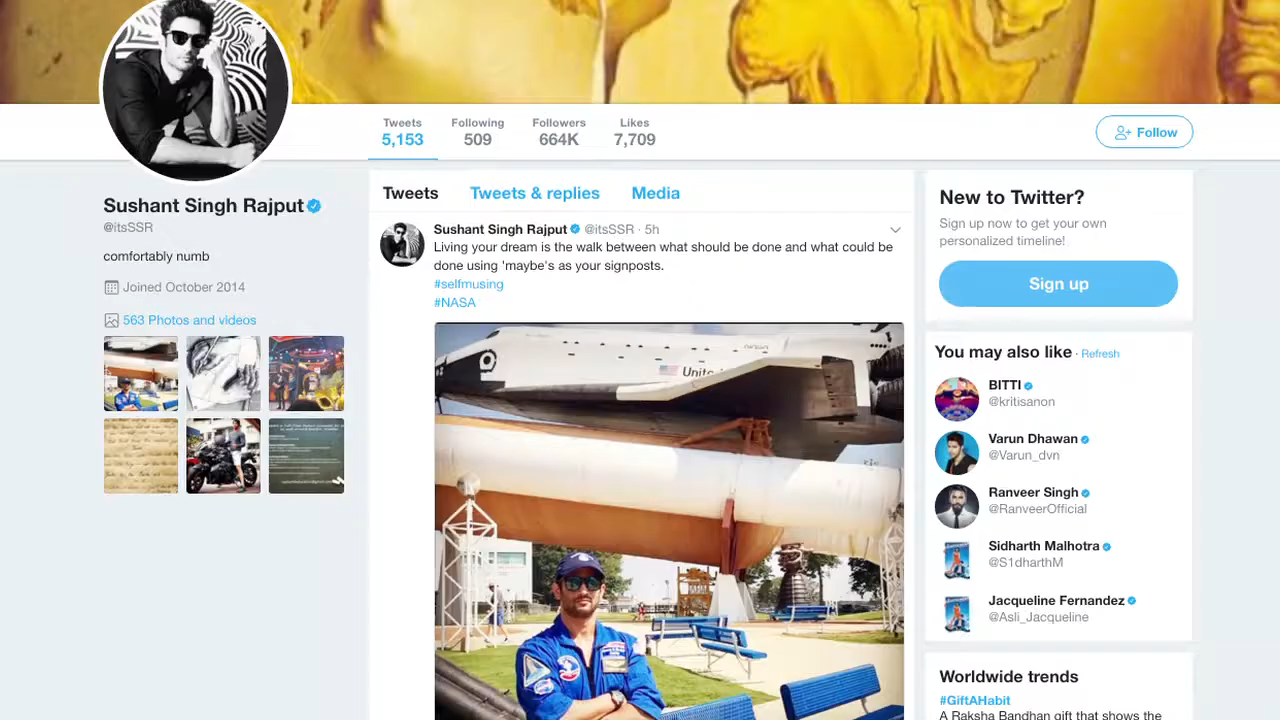 Tweets
5,153
Following
509
Followers
664K
Likes
7,709
Follow
Sushant Singh Rajput
@itsSSR
comfortably numb
Joined October 2014
563 Photos and videos
Tweets
Tweets & replies
Media
Sushant Singh Rajput @itsSSR · 5h
Living your dream is the walk between what should be done and what could be
done using 'maybe's as your signposts.
#selfmusing
#NASA
Unite
New to Twitter?
Sign up now to get your own
personalized timeline!
Sign up
You may also like · Refresh
BITTI
@kritisanon
Varun Dhawan
@Varun_dvn
Ranveer Singh
@RanveerOfficial
Sidharth Malhotra
@S1dharthM
Jacqueline Fernandez
@Asli_Jacqueline
Worldwide trends
#GiftAHabit
A Raksha Bandhan gift that shows the